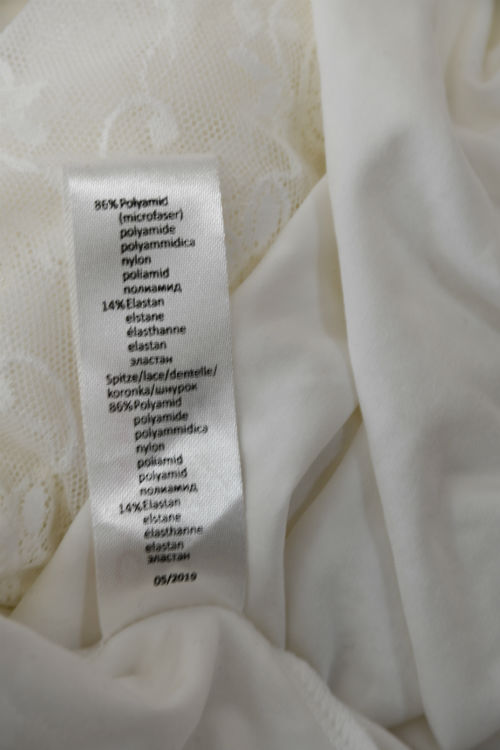 86% Polyamid
(microfaser)
polyamide
polyammidica
nylon
poliamid
полиамид
14% Elastan
elstane
élasthanne
elastan
эластан
Spitze/lace/dentelle/
koronka/шнурок
86% Polyamid
polyamide
polyammidica
nylon
poliamid
polyamid
полиамид
14% Elastan
elstane
élasthanne
elastan
эластан
05/2019